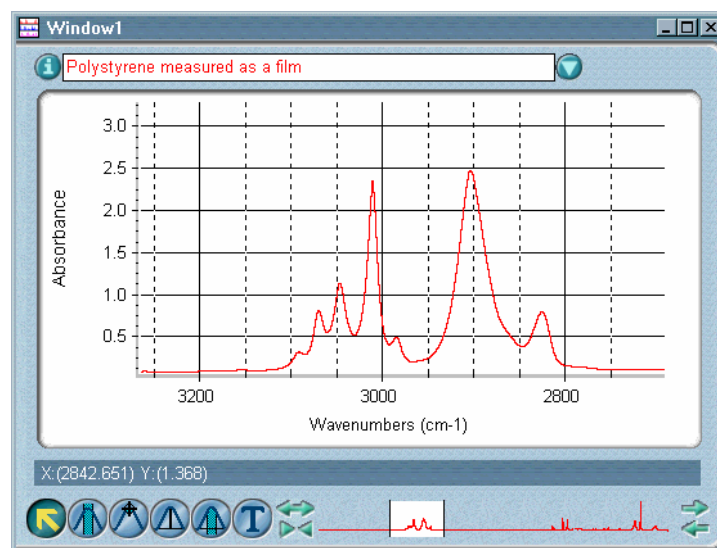 Window1
i Polystyrene measured as a film
3.0
2.5
2.0
1.5
1.0
0.5
Absorbance
3200 3000 2800
Wavenumbers (cm-1)
X:(2842.651) Y:(1.368)
T